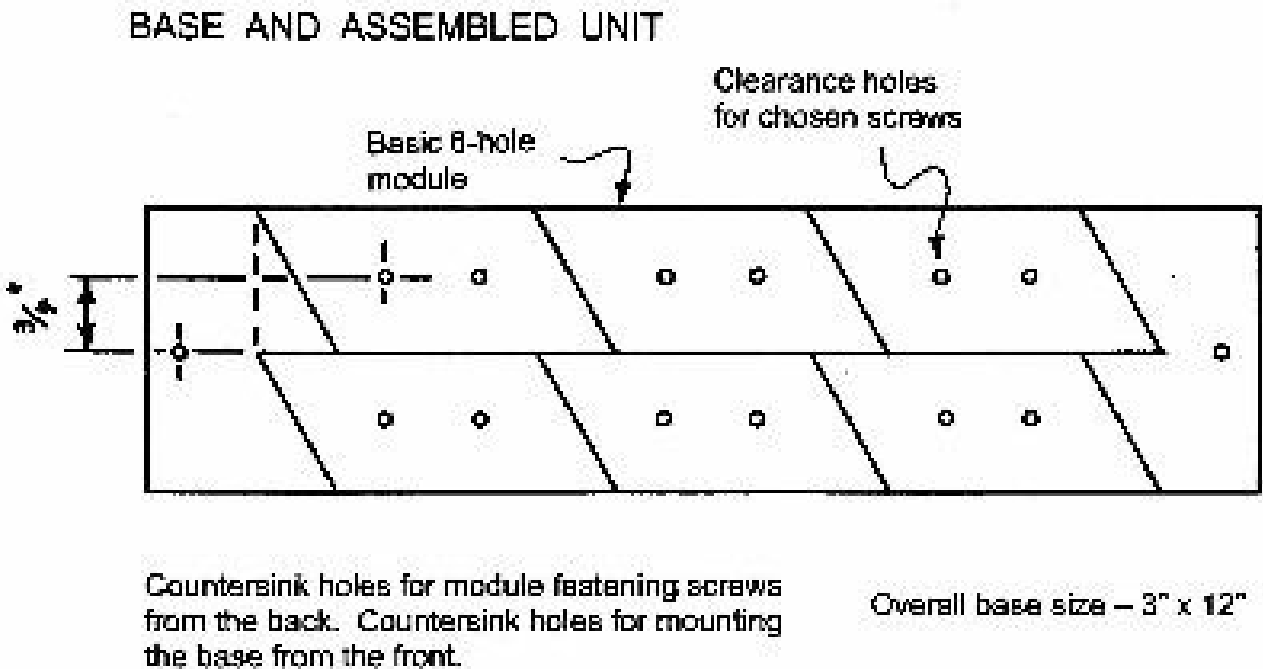 BASE AND ASSEMBLED UNIT
Clearance holes
for chosen screws
Basic 6-hole
module
3/4"
Countersink holes for module fastening screws
from the back. Countersink holes for mounting
the base from the front.
Overall base size – 3" x 12"